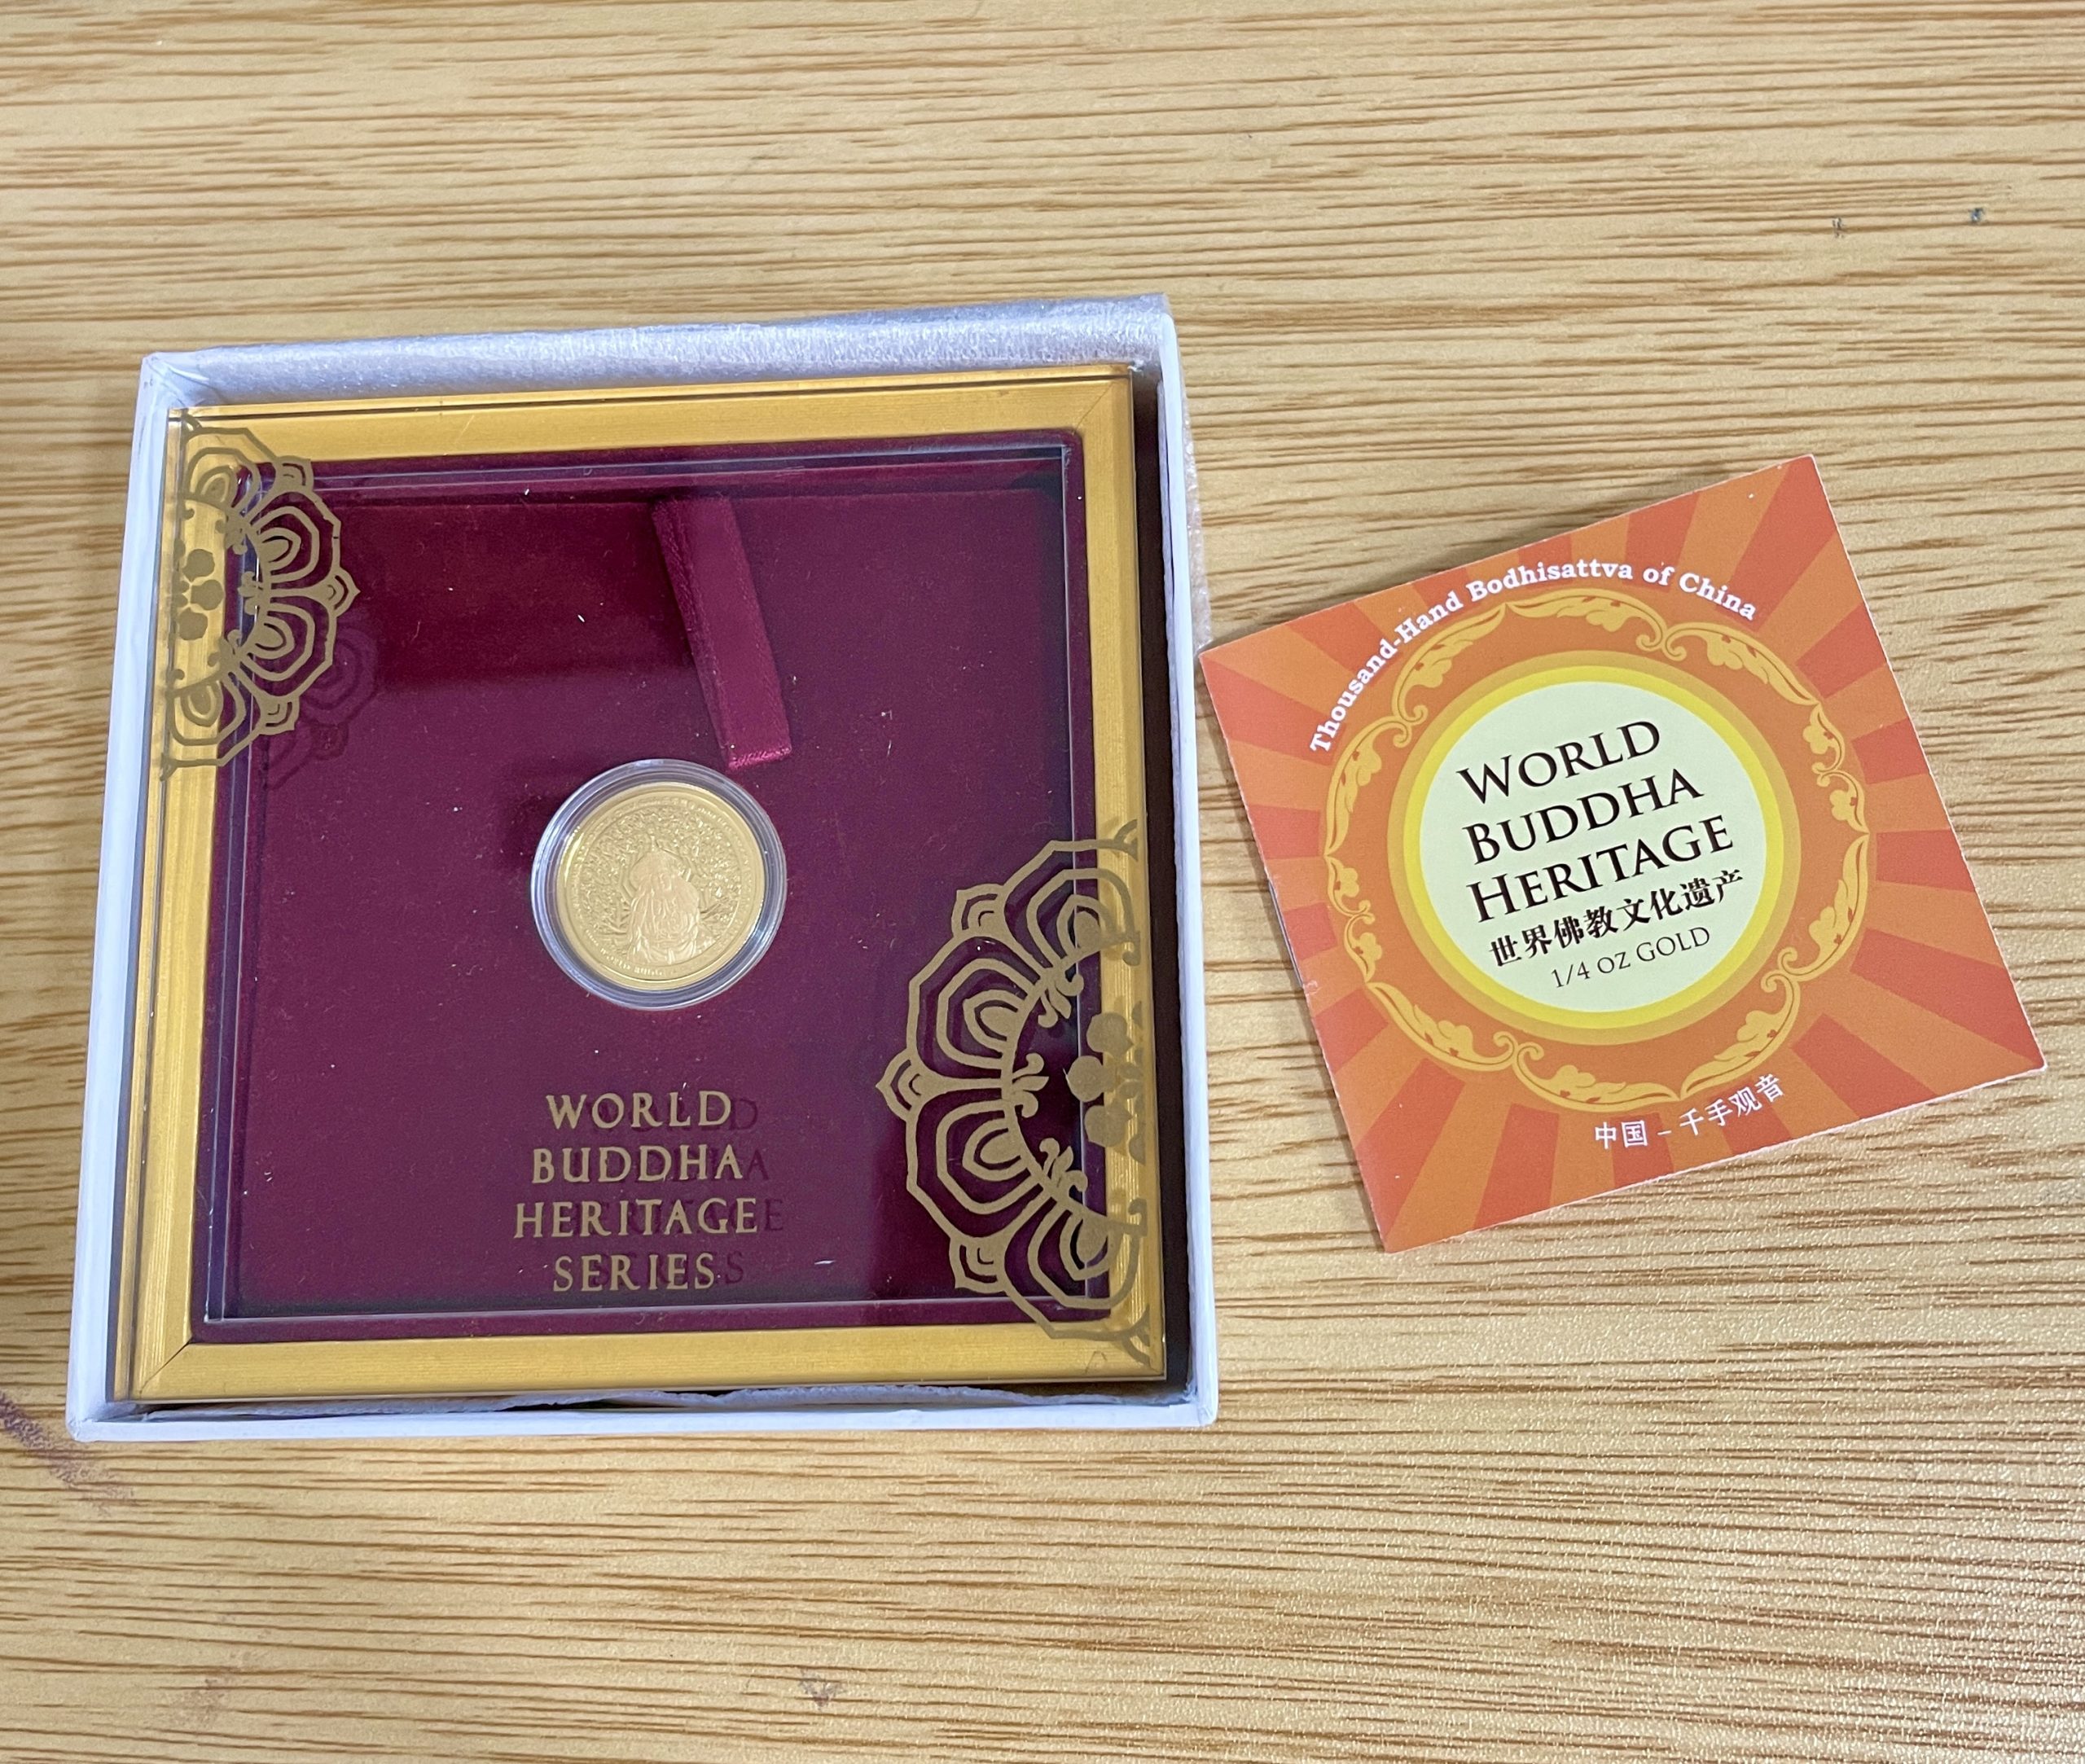 WORLD
BUDDHA
HERITAGE
SERIES
Thousand-Hand Bodhisattva of China
WORLD
BUDDHA
HERITAGE
世界佛教文化遗产
1/4 OZ GOLD
中国 - 千手观音